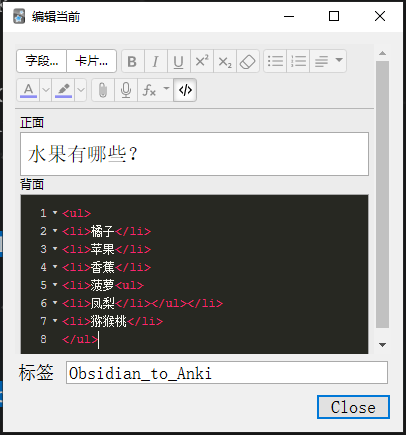 编辑当前
字段...
卡片...
B I U x² x₂
A fx </>
正面
水果有哪些？
背面
1 <ul>
2 <li>橘子</li>
3 <li>苹果</li>
4 <li>香蕉</li>
5 <li>菠萝<ul>
6 <li>凤梨</li></ul></li>
7 <li>猕猴桃</li>
8 </ul>
标签 Obsidian_to_Anki
Close